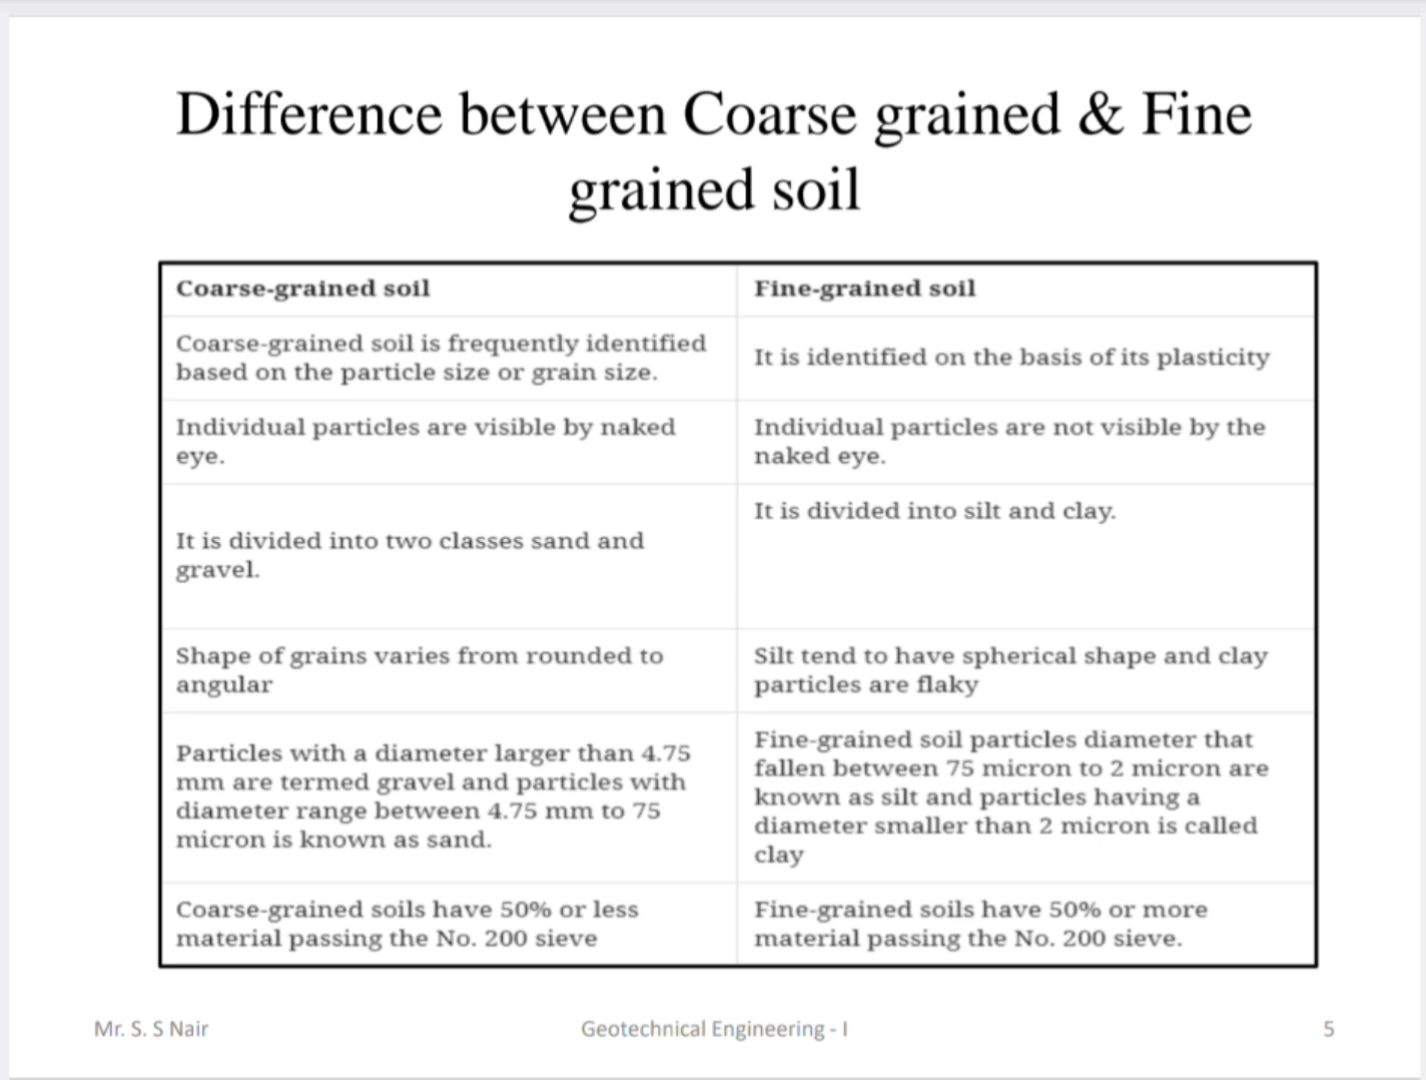 Difference between Coarse grained & Fine
grained soil
Coarse-grained soil
Fine-grained soil
Coarse-grained soil is frequently identified
based on the particle size or grain size.
It is identified on the basis of its plasticity
Individual particles are visible by naked
eye.
Individual particles are not visible by the
naked eye.
It is divided into two classes sand and
gravel.
It is divided into silt and clay.
Shape of grains varies from rounded to
angular
Silt tend to have spherical shape and clay
particles are flaky
Particles with a diameter larger than 4.75
mm are termed gravel and particles with
diameter range between 4.75 mm to 75
micron is known as sand.
Fine-grained soil particles diameter that
fallen between 75 micron to 2 micron are
known as silt and particles having a
diameter smaller than 2 micron is called
clay
Coarse-grained soils have 50% or less
material passing the No. 200 sieve
Fine-grained soils have 50% or more
material passing the No. 200 sieve.
Mr. S. S Nair
Geotechnical Engineering - I
5